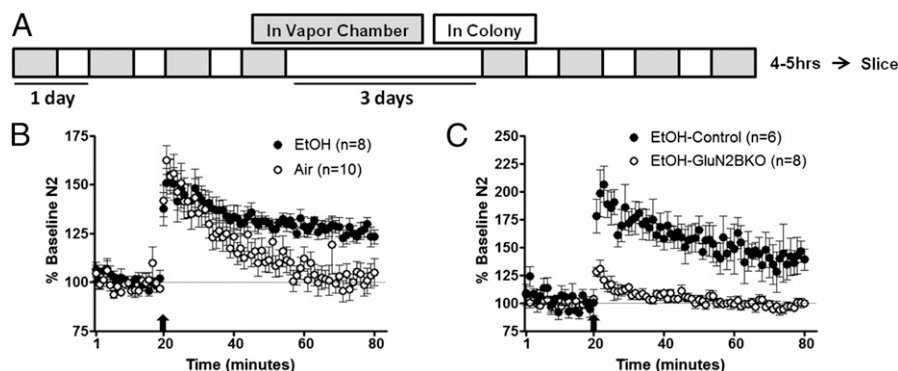 A
In Vapor Chamber
In Colony
4-5hrs → Slice
1 day
3 days
B
EtOH (n=8)
Air (n=10)
% Baseline N2
175
150
125
100
75
1
20
40
60
80
Time (minutes)
C
EtOH-Control (n=6)
EtOH-GluN2BKO (n=8)
% Baseline N2
250
225
200
175
150
125
100
75
1
20
40
60
80
Time (minutes)